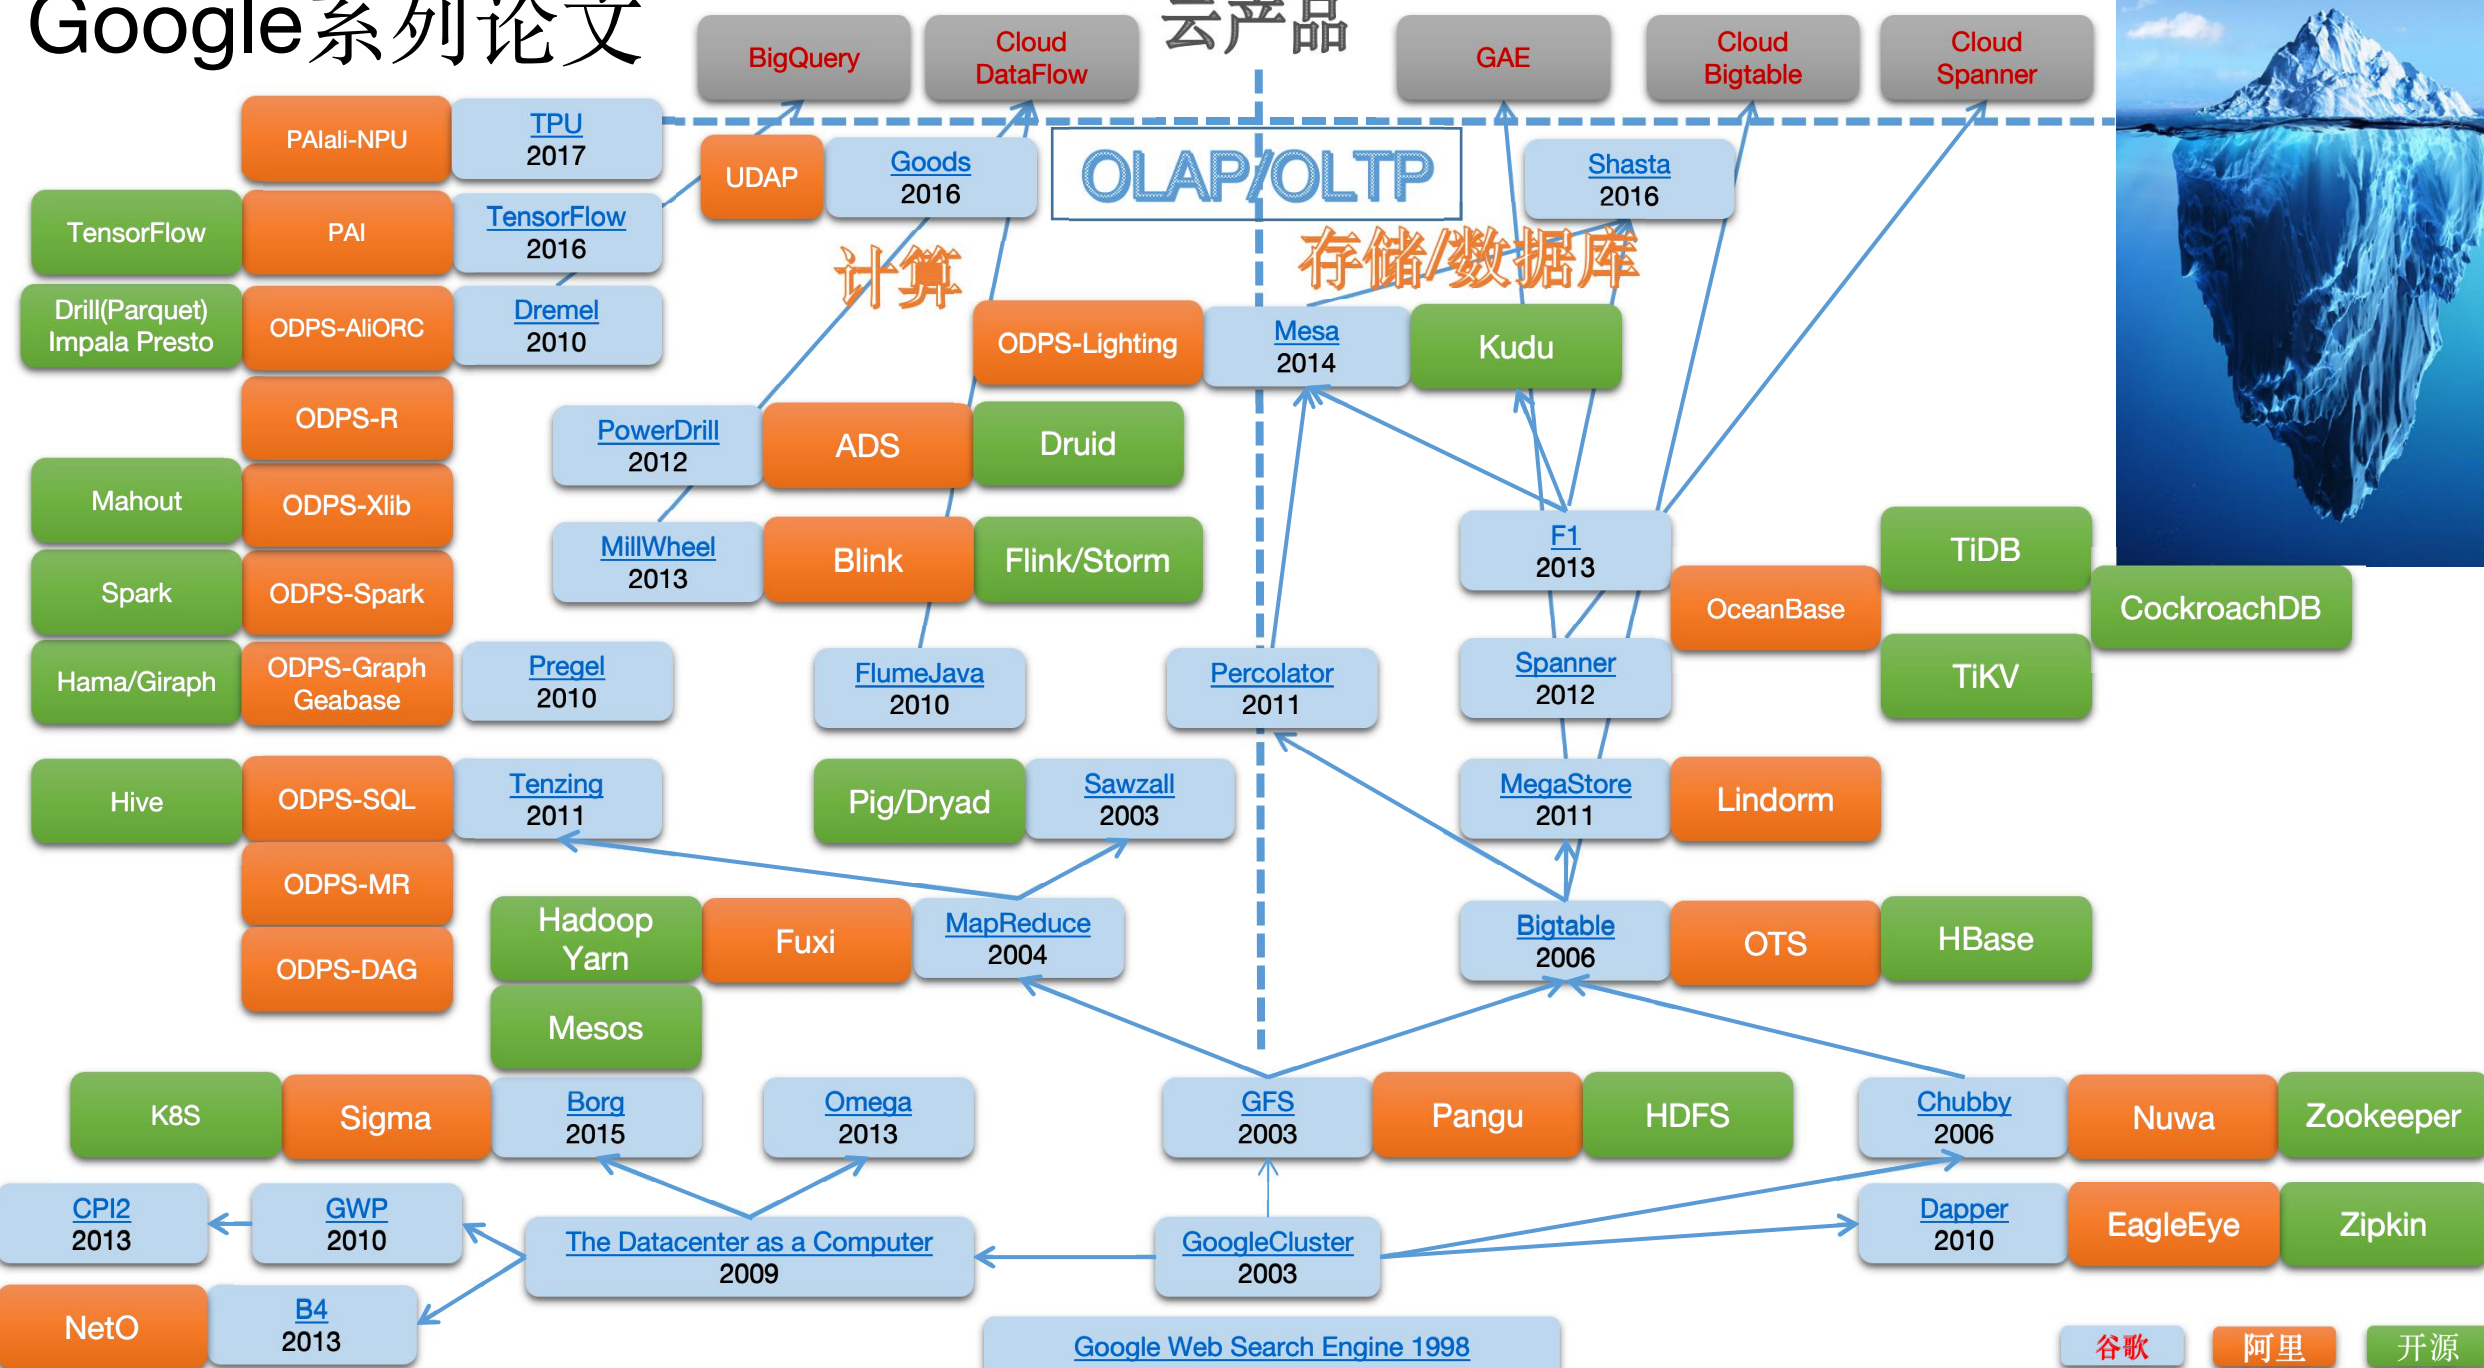 Google系列论文
云产品
BigQuery
Cloud
DataFlow
GAE
Cloud
Bigtable
Cloud
Spanner
PAIali-NPU
TPU
2017
UDAP
Goods
2016
OLAP/OLTP
Shasta
2016
TensorFlow
PAI
TensorFlow
2016
计算
存储/数据库
Drill(Parquet)
Impala Presto
ODPS-AliORC
Dremel
2010
ODPS-Lighting
Mesa
2014
Kudu
ODPS-R
PowerDrill
2012
ADS
Druid
Mahout
ODPS-Xlib
MillWheel
2013
Blink
Flink/Storm
F1
2013
TiDB
Spark
ODPS-Spark
OceanBase
CockroachDB
Hama/Giraph
ODPS-Graph
Geabase
Pregel
2010
FlumeJava
2010
Percolator
2011
Spanner
2012
TiKV
Hive
ODPS-SQL
Tenzing
2011
Pig/Dryad
Sawzall
2003
MegaStore
2011
Lindorm
ODPS-MR
Hadoop
Yarn
Fuxi
MapReduce
2004
Bigtable
2006
OTS
HBase
ODPS-DAG
Mesos
K8S
Sigma
Borg
2015
Omega
2013
GFS
2003
Pangu
HDFS
Chubby
2006
Nuwa
Zookeeper
CPI2
2013
GWP
2010
The Datacenter as a Computer
2009
GoogleCluster
2003
Dapper
2010
EagleEye
Zipkin
NetO
B4
2013
Google Web Search Engine 1998
谷歌
阿里
开源